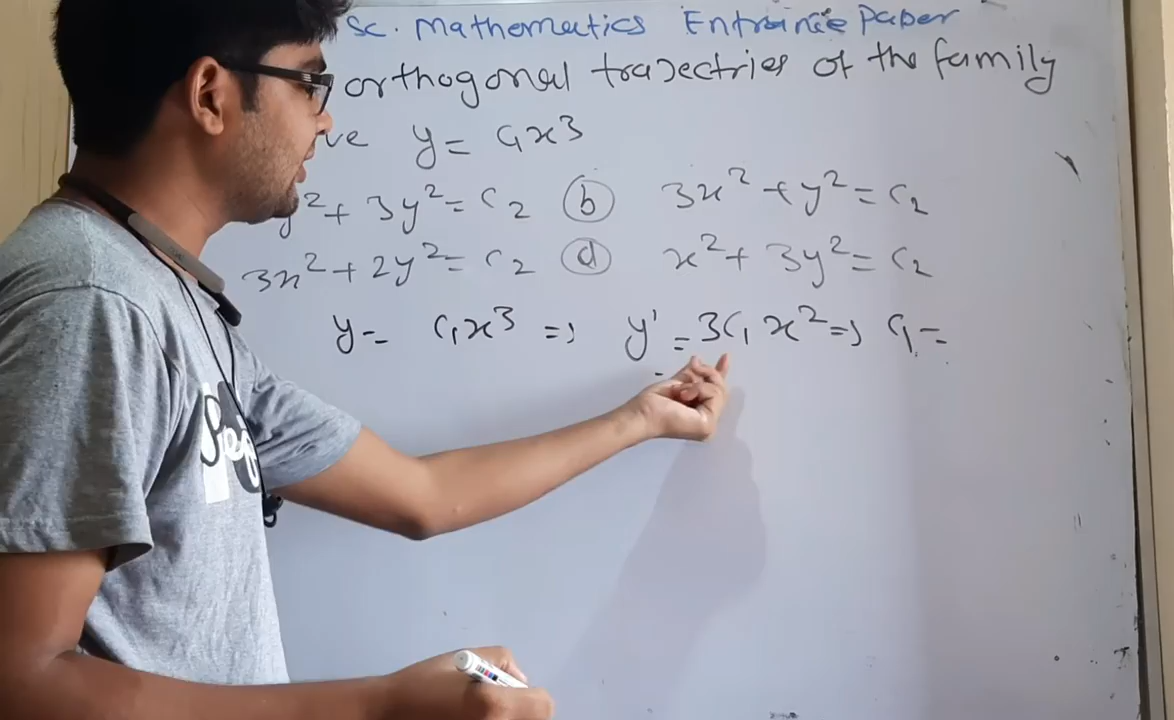 Sc. Mathematics Entrance Paper
orthogonal trajectries of the family
ve y = C₁x³
y² + 3y² = C₂ (b) 3x² + y² = C₂
3x² + 2y² = C₂ (d) x² + 3y² = C₂
y = C₁x³ => y' = 3C₁x² => C₁ =